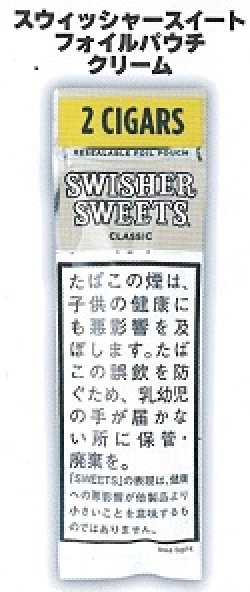 スウィッシャースイート
フォイルパウチ
クリーム
2 CIGARS
RESEALABLE FOIL POUCH
SWISHER
SWEETS
CLASSIC
たばこの煙は、
子供の健康に
も悪影響を及
ぼします。たば
この誤飲を防
ぐため、乳幼児
の手が届かな
い所に保管・
廃棄を。
「SWEETS」の表現は、健康
への悪影響が他製品より
小さいことを意味するも
のではありません。